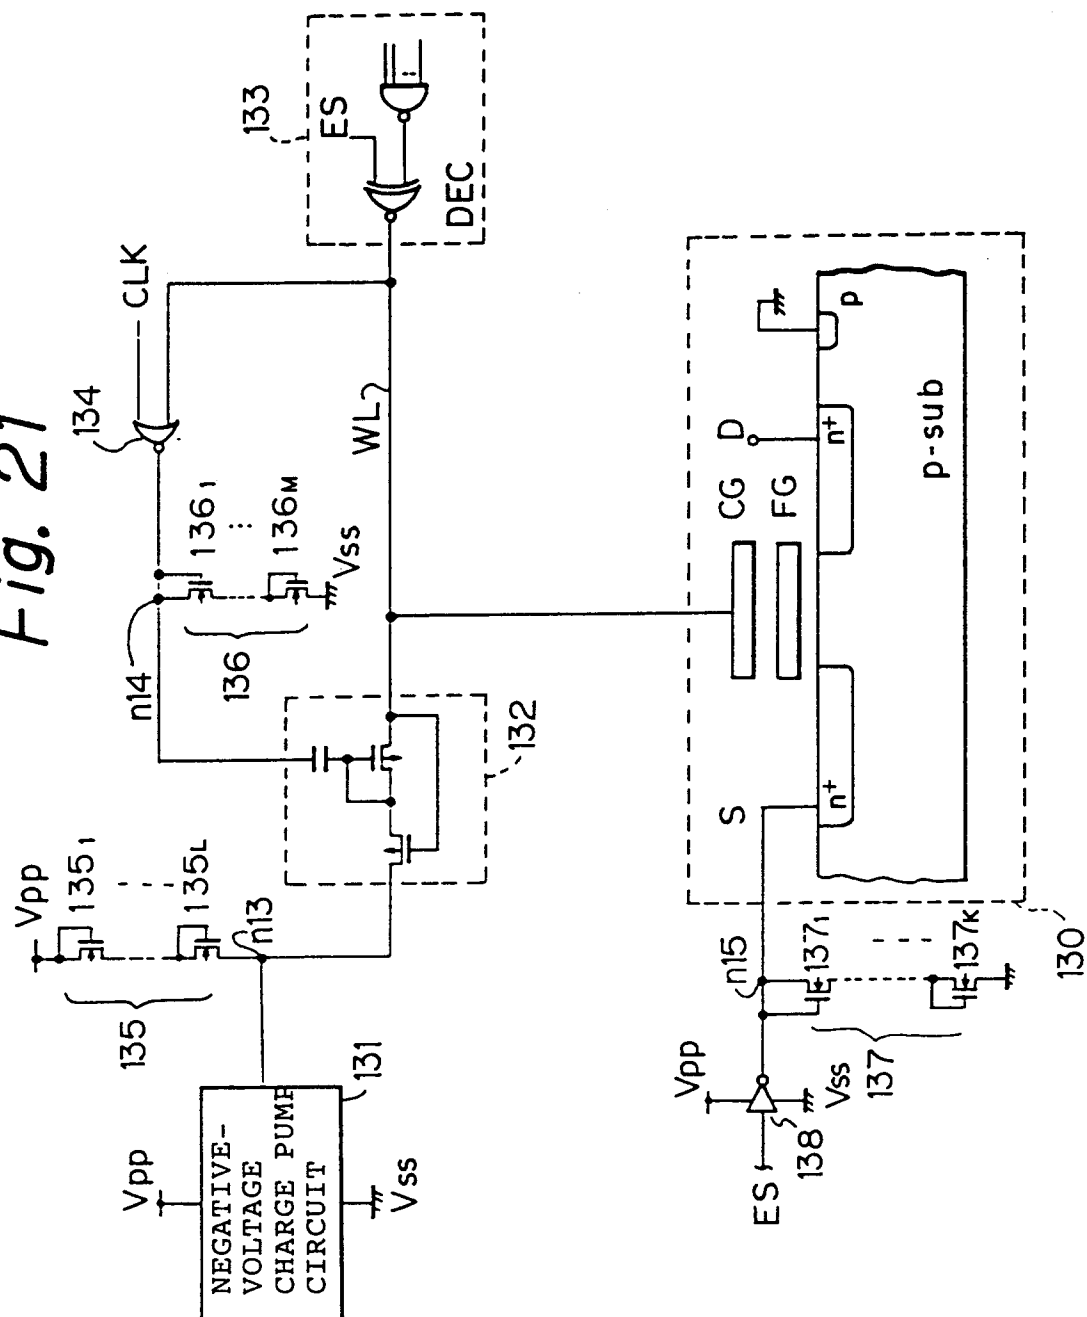 Fig. 21
133
ES
DEC
CLK
134
WL
n14
136₁
136M
Vss
136
132
Vpp
135₁
135L
n13
135
131
Vpp
NEGATIVE-
VOLTAGE
CHARGE PUMP
CIRCUIT
Vss
CG
FG
D
S
n+
n+
p
p-sub
130
n15
137₁
137K
137
Vpp
Vss
138
ES